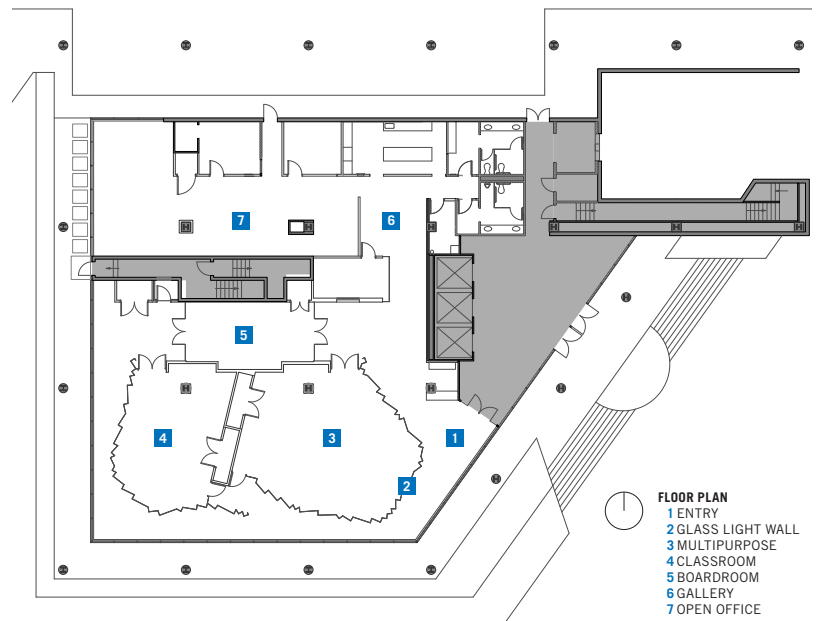 7
6
5
4
3
1
2
FLOOR PLAN
1 ENTRY
2 GLASS LIGHT WALL
3 MULTIPURPOSE
4 CLASSROOM
5 BOARDROOM
6 GALLERY
7 OPEN OFFICE